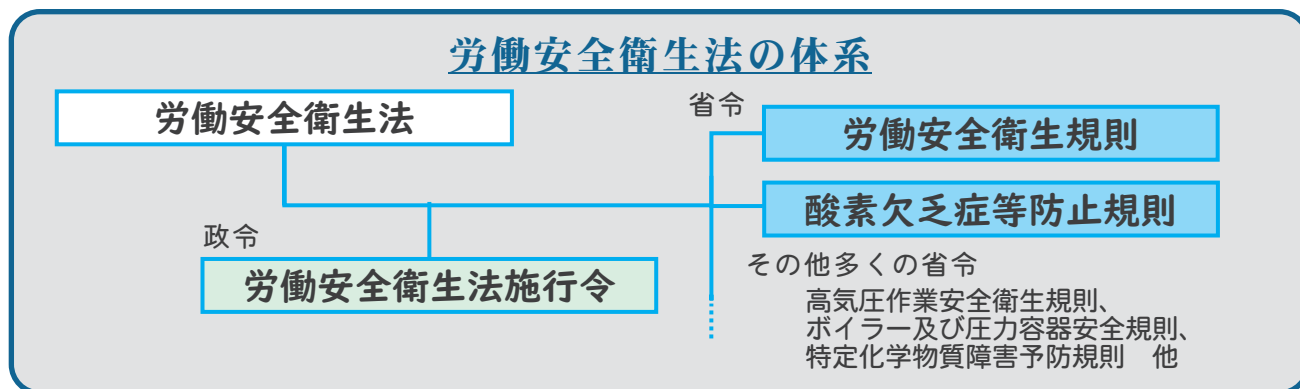 労働安全衛生法の体系
労働安全衛生法
省令
労働安全衛生規則
酸素欠乏症等防止規則
政令
労働安全衛生法施行令
その他多くの省令
高気圧作業安全衛生規則、
ボイラー及び圧力容器安全規則、
特定化学物質障害予防規則　他